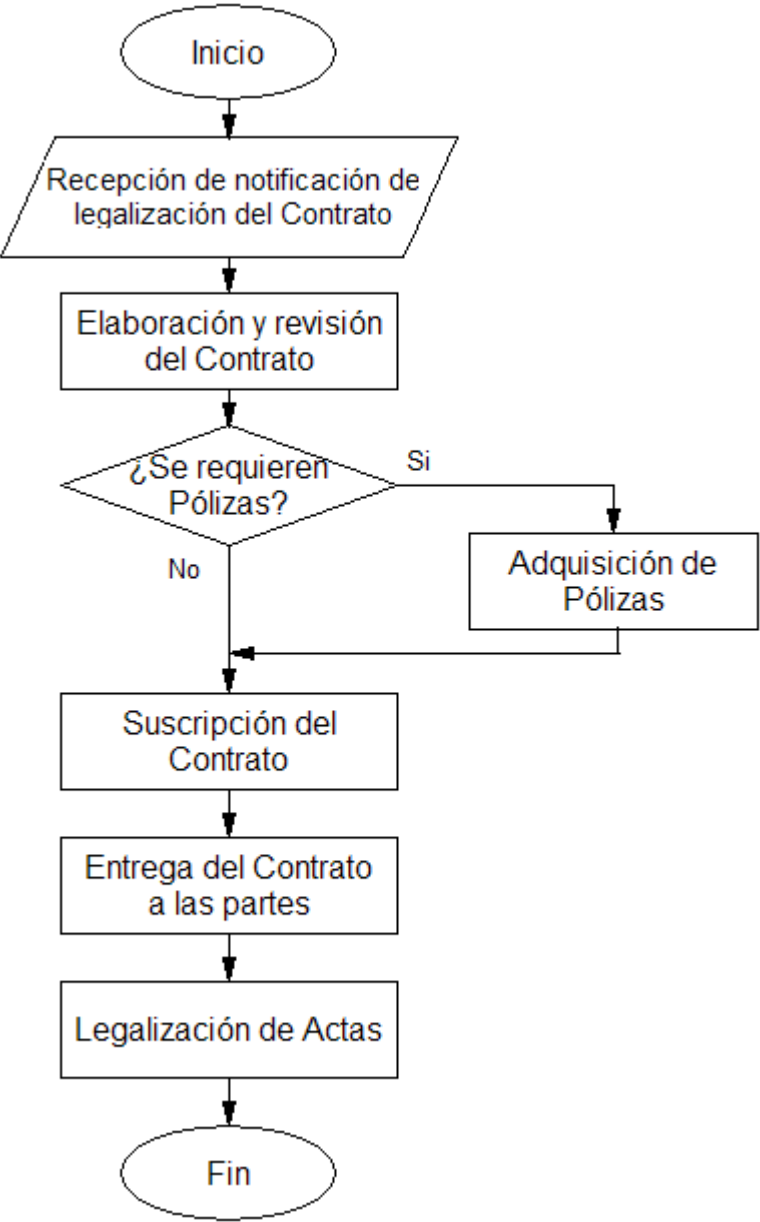 Inicio
Recepción de notificación de
legalización del Contrato
Elaboración y revisión
del Contrato
¿Se requieren
Pólizas?
Si
No
Adquisición de
Pólizas
Suscripción del
Contrato
Entrega del Contrato
a las partes
Legalización de Actas
Fin